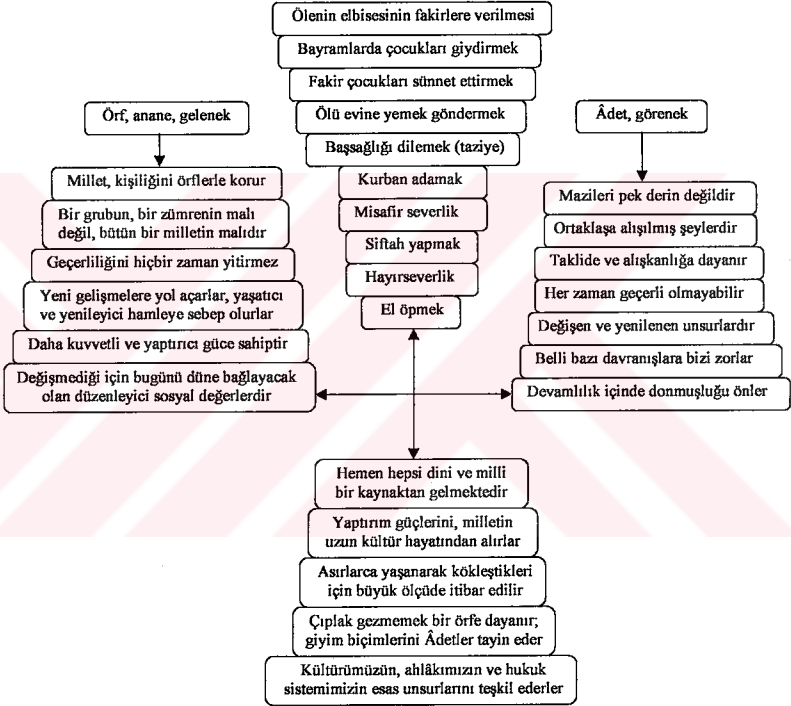 Ölenin elbisesinin fakirlere verilmesi
Bayramlarda çocukları giydirmek
Fakir çocukları sünnet ettirmek
Ölü evine yemek göndermek
Başsağlığı dilemek (taziye)
Kurban adamak
Misafir severlik
Siftah yapmak
Hayırseverlik
El öpmek
Örf, anane, gelenek
Millet, kişiliğini örflerle korur
Bir grubun, bir zümrenin malı
değil, bütün bir milletin malıdır
Geçerliliğini hiçbir zaman yitirmez
Yeni gelişmelere yol açarlar, yaşatıcı
ve yenileyici hamleye sebep olurlar
Daha kuvvetli ve yaptırıcı güce sahiptir
Değişmediği için bugünü düne bağlayacak
olan düzenleyici sosyal değerlerdir
Âdet, görenek
Mazileri pek derin değildir
Ortaklaşa alışılmış şeylerdir
Taklide ve alışkanlığa dayanır
Her zaman geçerli olmayabilir
Değişen ve yenilenen unsurlardır
Belli bazı davranışlara bizi zorlar
Devamlılık içinde donmuşluğu önler
Hemen hepsi dini ve milli
bir kaynaktan gelmektedir
Yaptırım güçlerini, milletin
uzun kültür hayatından alırlar
Asırlarca yaşanarak kökleştikleri
için büyük ölçüde itibar edilir
Çıplak gezmemek bir örfe dayanır;
giyim biçimlerini Âdetler tayin eder
Kültürümüzün, ahlâkımızın ve hukuk
sistemimizin esas unsurlarını teşkil ederler